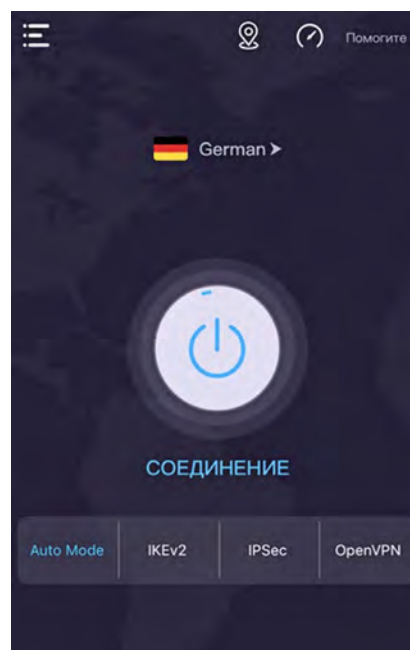 Помогите
German
СОЕДИНЕНИЕ
Auto Mode IKEv2 IPSec OpenVPN